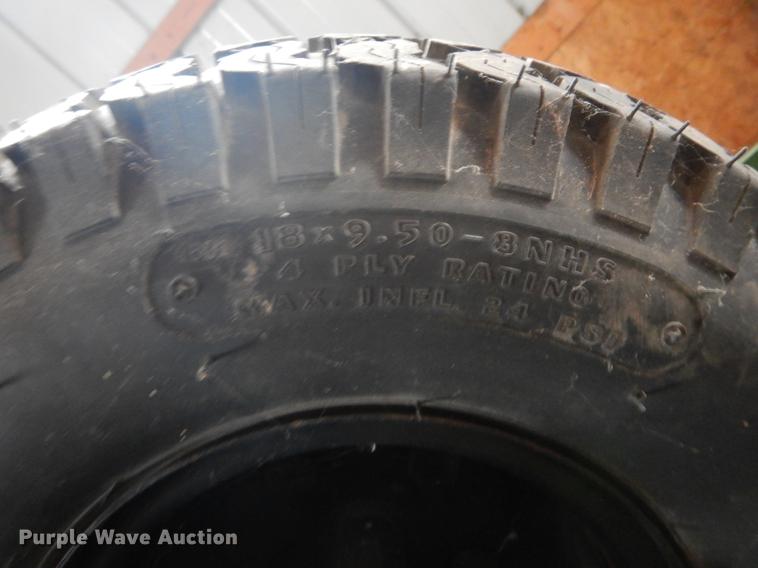 18x9.50-8NHS
4 PLY RATING
MAX. INFL. 24 PSI
Purple Wave Auction